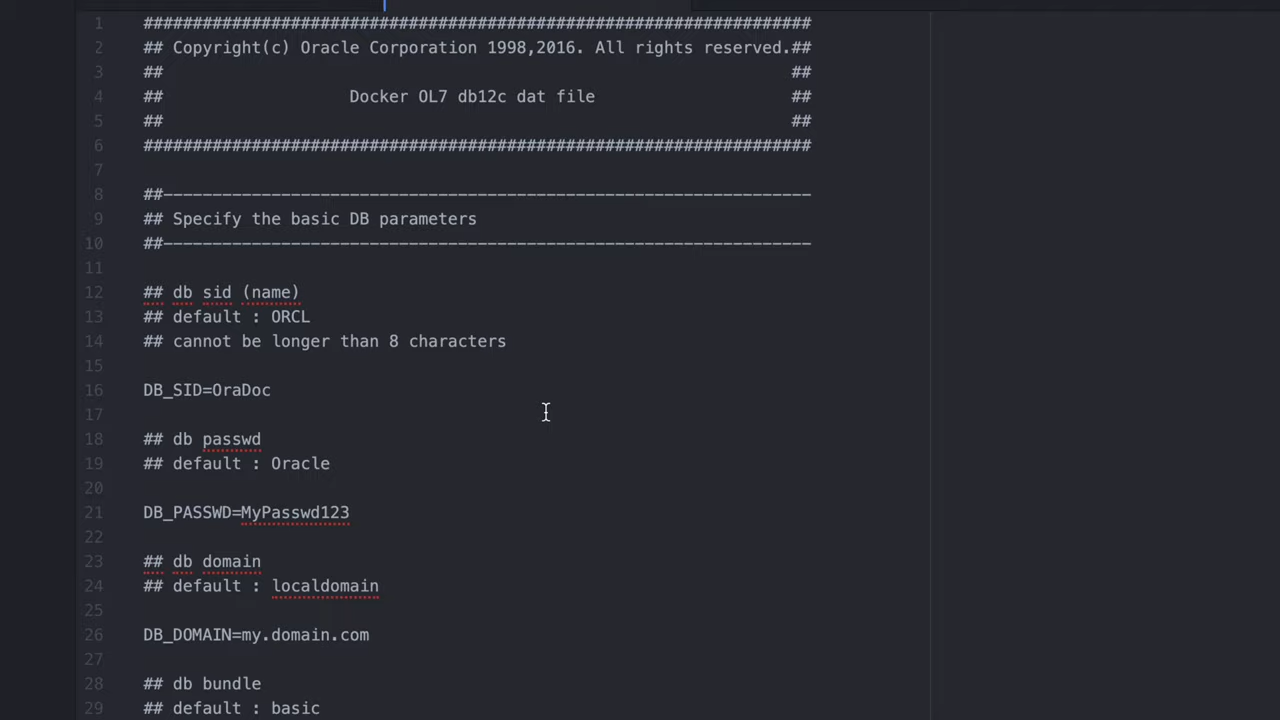 1 ####################################################################
2 ## Copyright(c) Oracle Corporation 1998,2016. All rights reserved.##
3 ## ##
4 ## Docker OL7 db12c dat file ##
5 ## ##
6 ####################################################################
7
8 ##------------------------------------------------------------------
9 ## Specify the basic DB parameters
10 ##------------------------------------------------------------------
11
12 ## db sid (name)
13 ## default : ORCL
14 ## cannot be longer than 8 characters
15
16 DB_SID=OraDoc
17
18 ## db passwd
19 ## default : Oracle
20
21 DB_PASSWD=MyPasswd123
22
23 ## db domain
24 ## default : localdomain
25
26 DB_DOMAIN=my.domain.com
27
28 ## db bundle
29 ## default : basic